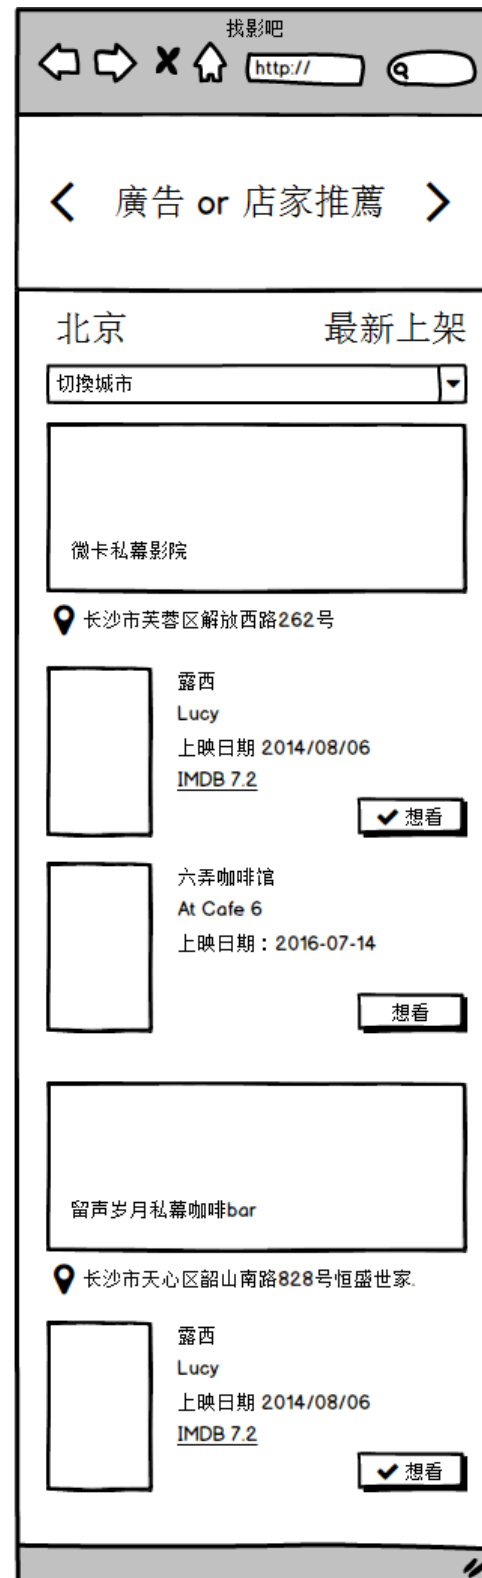 找影吧
http://
廣告 or 店家推薦
北京
最新上架
切換城市
微卡私幕影院
长沙市芙蓉区解放西路262号
露西
Lucy
上映日期 2014/08/06
IMDB 7.2
想看
六弄咖啡馆
At Cafe 6
上映日期：2016-07-14
想看
留声岁月私幕咖啡bar
长沙市天心区韶山南路828号恒盛世家.
露西
Lucy
上映日期 2014/08/06
IMDB 7.2
想看